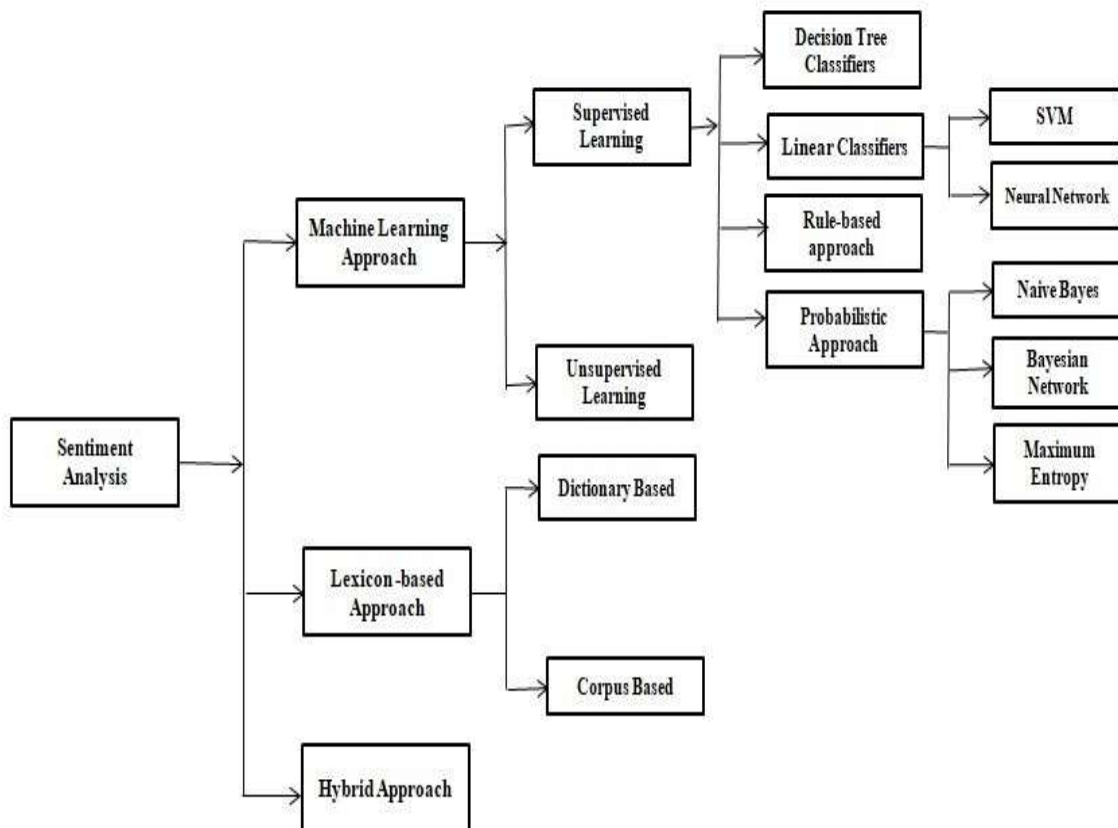 Decision Tree
Classifiers
Supervised
Learning
SVM
Linear Classifiers
Neural Network
Machine Learning
Approach
Rule-based
approach
Naive Bayes
Probabilistic
Approach
Unsupervised
Learning
Bayesian
Network
Sentiment
Analysis
Maximum
Entropy
Dictionary Based
Lexicon -based
Approach
Corpus Based
Hybrid Approach